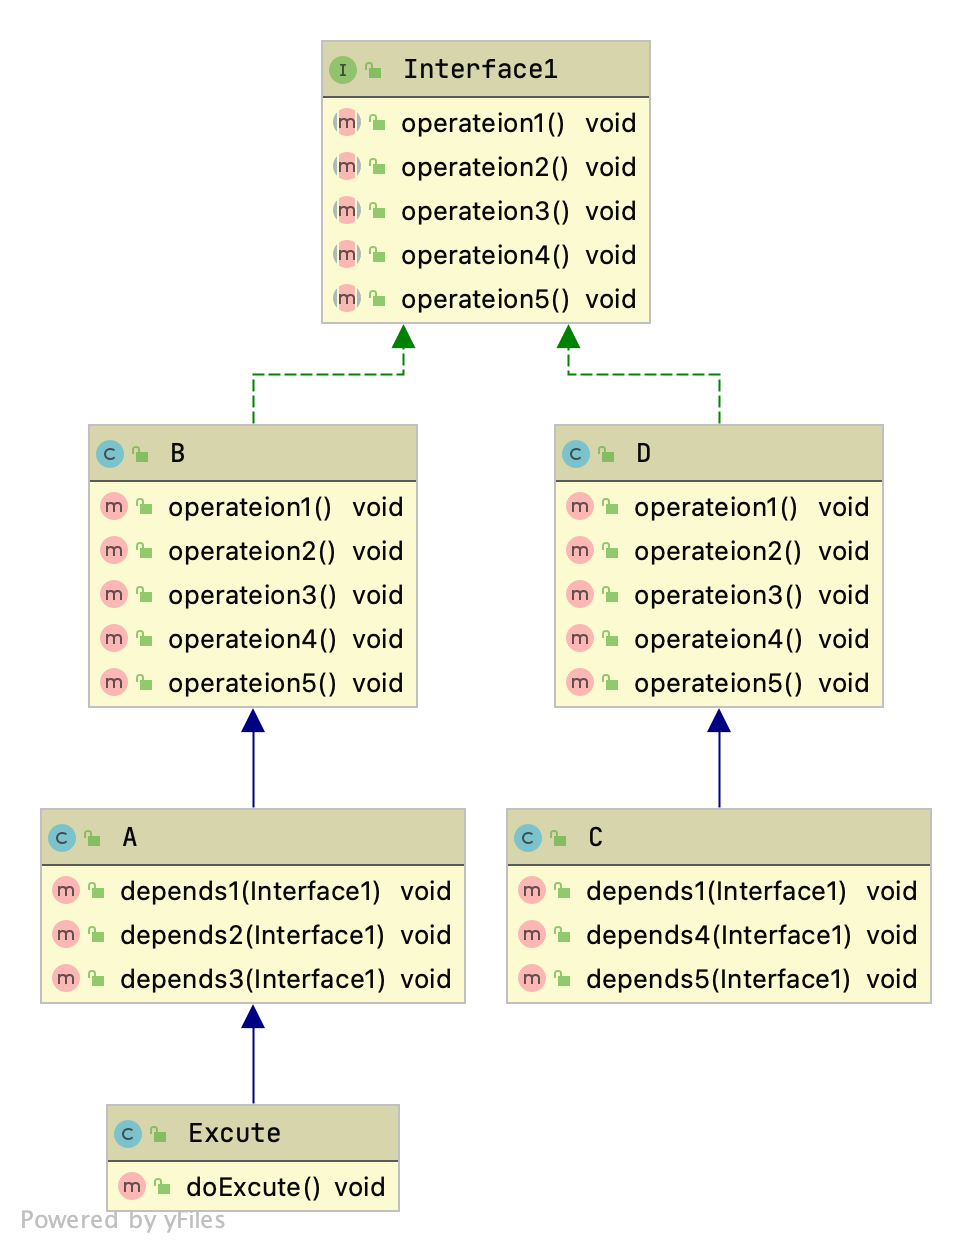 Interface1
operateion1() void
operateion2() void
operateion3() void
operateion4() void
operateion5() void
B
operateion1() void
operateion2() void
operateion3() void
operateion4() void
operateion5() void
D
operateion1() void
operateion2() void
operateion3() void
operateion4() void
operateion5() void
A
depends1(Interface1) void
depends2(Interface1) void
depends3(Interface1) void
C
depends1(Interface1) void
depends4(Interface1) void
depends5(Interface1) void
Excute
doExcute() void
Powered by yFiles